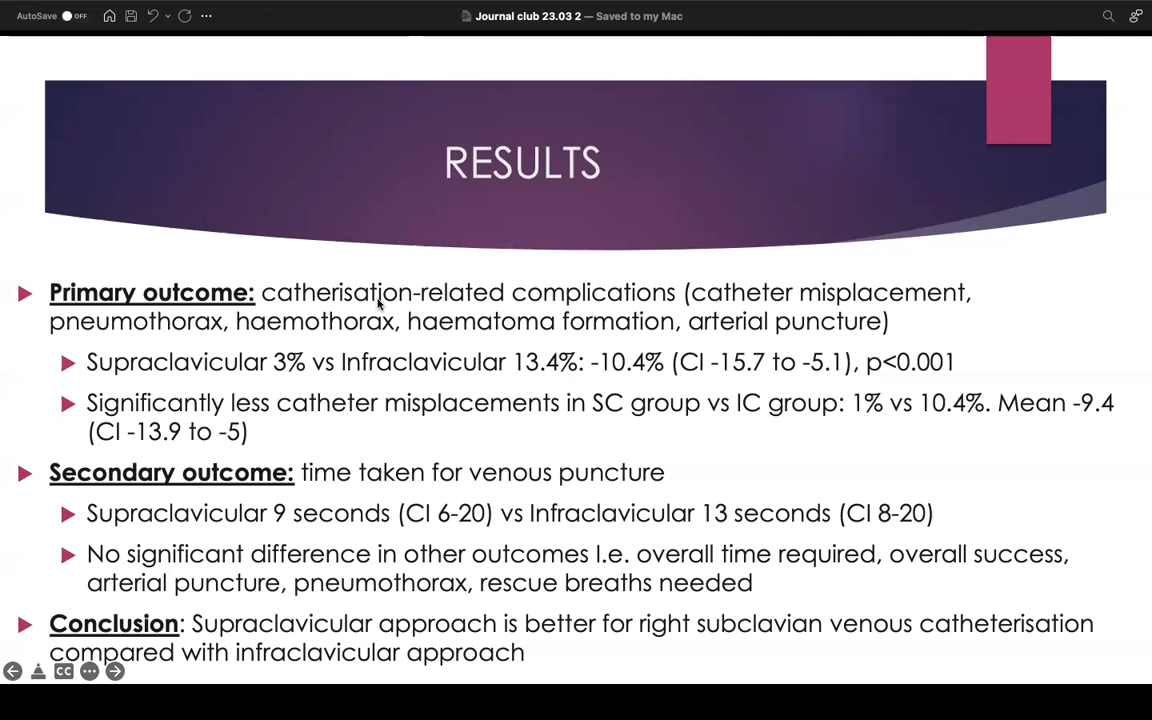 AutoSave OFF
Journal club 23.03 2 — Saved to my Mac
RESULTS
Primary outcome: catherisation-related complications (catheter misplacement,
pneumothorax, haemothorax, haematoma formation, arterial puncture)
Supraclavicular 3% vs Infraclavicular 13.4%: -10.4% (CI -15.7 to -5.1), p<0.001
Significantly less catheter misplacements in SC group vs IC group: 1% vs 10.4%. Mean -9.4
(CI -13.9 to -5)
Secondary outcome: time taken for venous puncture
Supraclavicular 9 seconds (CI 6-20) vs Infraclavicular 13 seconds (CI 8-20)
No significant difference in other outcomes I.e. overall time required, overall success,
arterial puncture, pneumothorax, rescue breaths needed
Conclusion: Supraclavicular approach is better for right subclavian venous catheterisation
compared with infraclavicular approach
CC